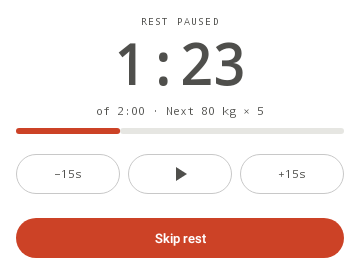 REST PAUSED
1:23
of 2:00 · Next 80 kg × 5
−15s
+15s
Skip rest